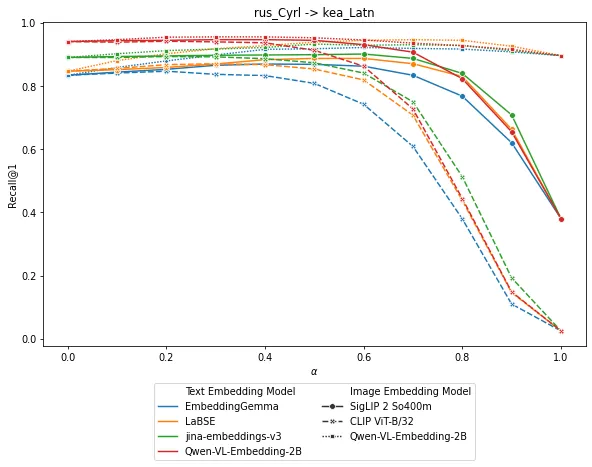 rus_Cyrl -> kea_Latn
1.0
0.8
0.6
0.4
0.2
0.0
Recall@1
0.0 0.2 0.4 0.6 0.8 1.0
α
Text Embedding Model Image Embedding Model
EmbeddingGemma SigLIP 2 So400m
LaBSE CLIP ViT-B/32
jina-embeddings-v3 Qwen-VL-Embedding-2B
Qwen-VL-Embedding-2B